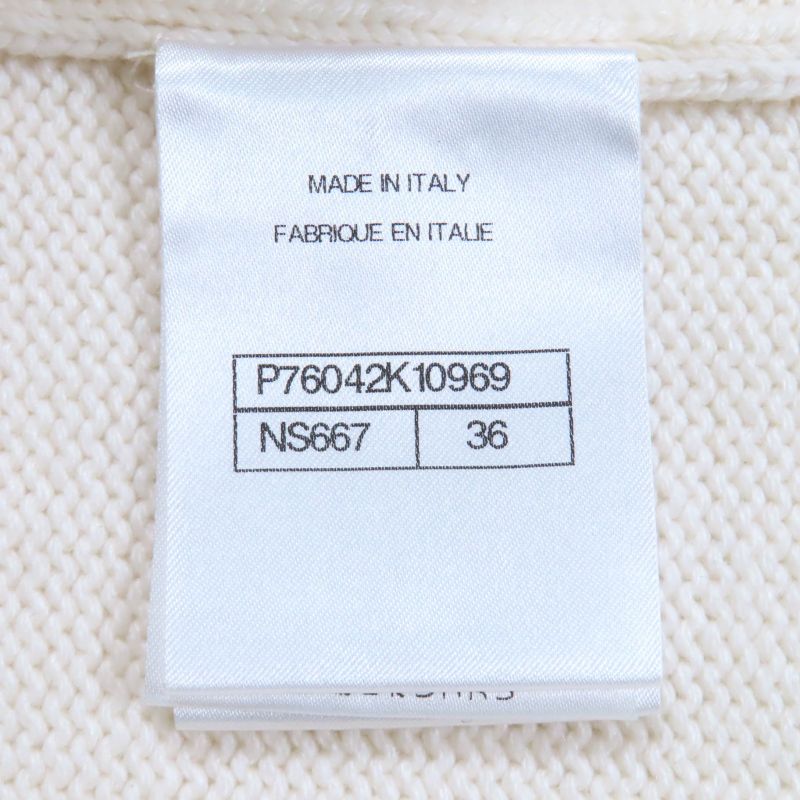 MADE IN ITALY
FABRIQUE EN ITALIE
P76042K10969
NS667 36